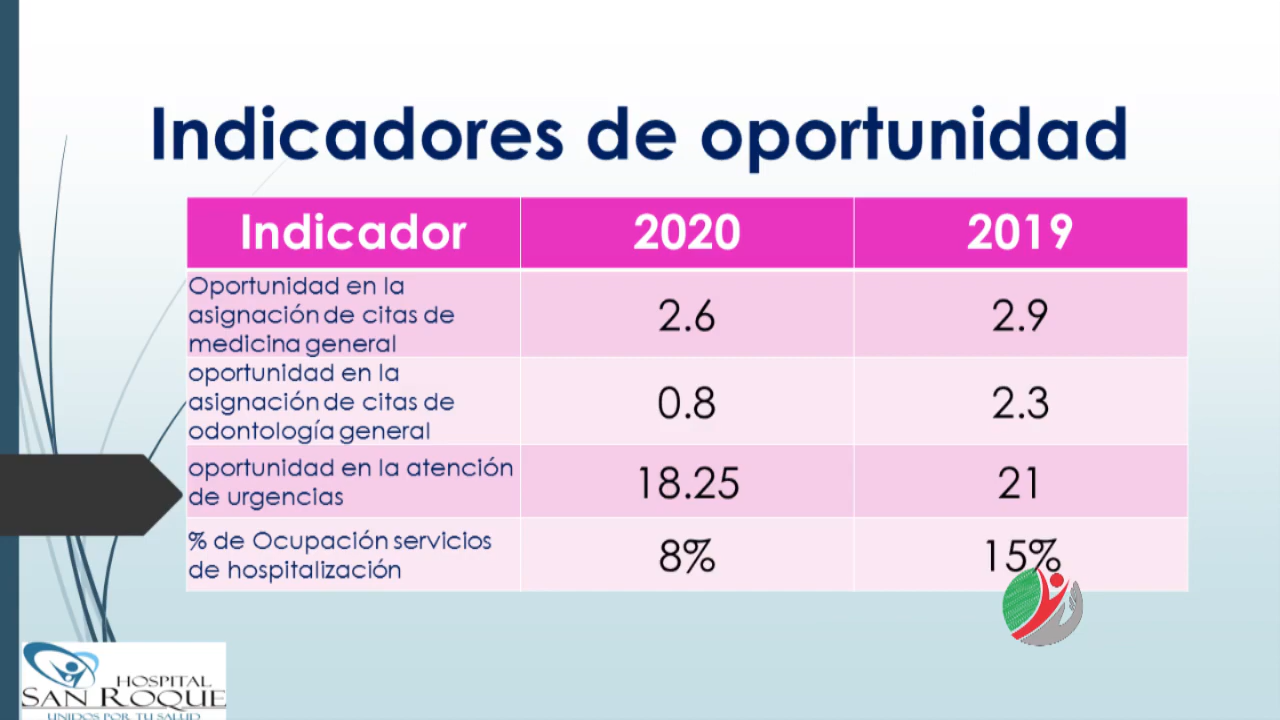 Indicadores de oportunidad
Indicador 2020 2019
Oportunidad en la
asignación de citas de
medicina general
2.6 2.9
oportunidad en la
asignación de citas de
odontología general
0.8 2.3
oportunidad en la atención
de urgencias
18.25 21
% de Ocupación servicios
de hospitalización
8% 15%
HOSPITAL
SAN ROQUE
UNIDOS POR TU SALUD